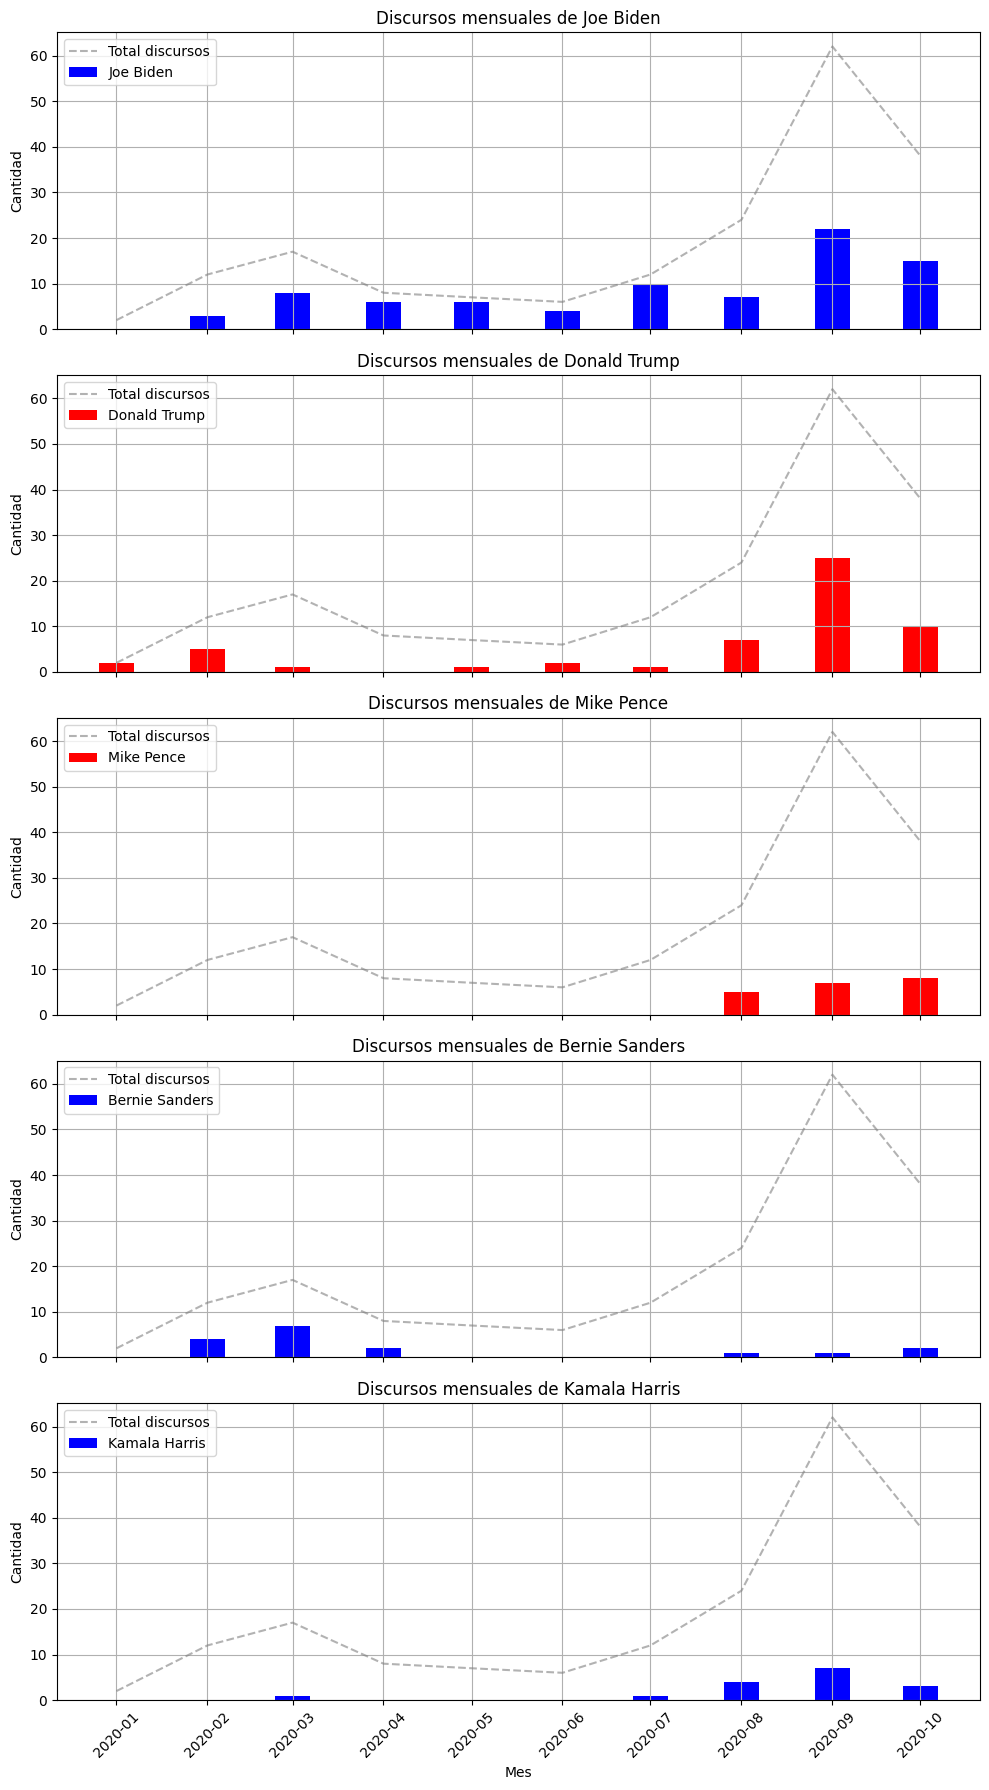 Discursos mensuales de Joe Biden
Total discursos
Joe Biden
Cantidad
60
50
40
30
20
10
0
Discursos mensuales de Donald Trump
Total discursos
Donald Trump
Cantidad
60
50
40
30
20
10
0
Discursos mensuales de Mike Pence
Total discursos
Mike Pence
Cantidad
60
50
40
30
20
10
0
Discursos mensuales de Bernie Sanders
Total discursos
Bernie Sanders
Cantidad
60
50
40
30
20
10
0
Discursos mensuales de Kamala Harris
Total discursos
Kamala Harris
Cantidad
60
50
40
30
20
10
0
2020-01
2020-02
2020-03
2020-04
2020-05
2020-06
2020-07
2020-08
2020-09
2020-10
Mes